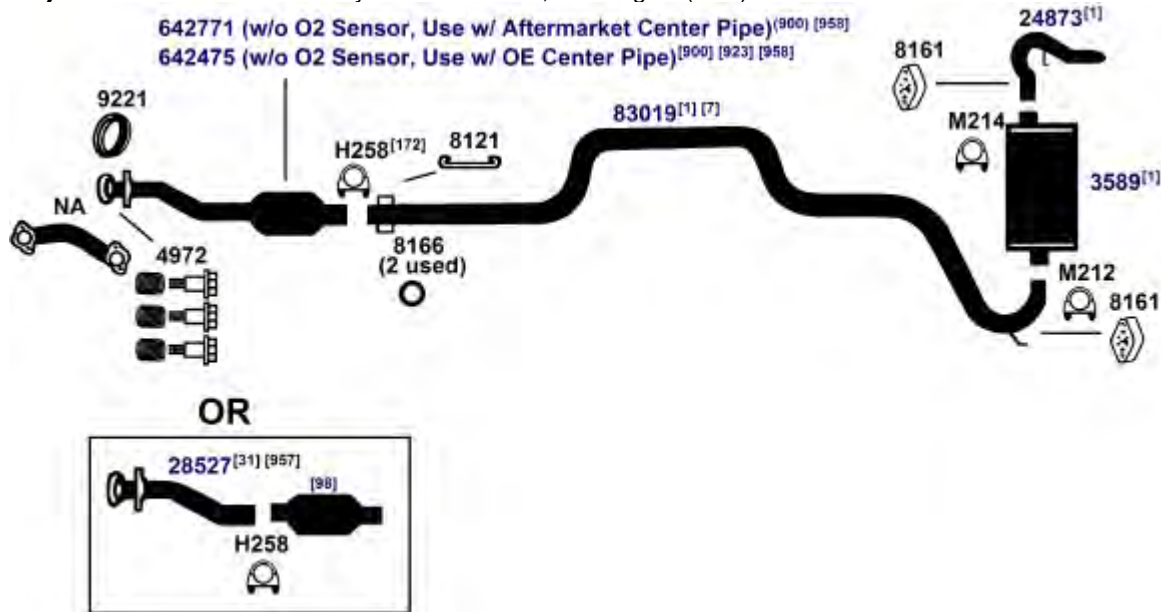 642771 (w/o O2 Sensor, Use w/ Aftermarket Center Pipe)(900) [958]
642475 (w/o O2 Sensor, Use w/ OE Center Pipe)[900] [923] [958]
24873[1]
8161
9221
83019[1] [7]
H258[172]
8121
M214
3589[1]
NA
4972
8166
(2 used)
M212
8161
OR
28527[31] [957]
[98]
H258